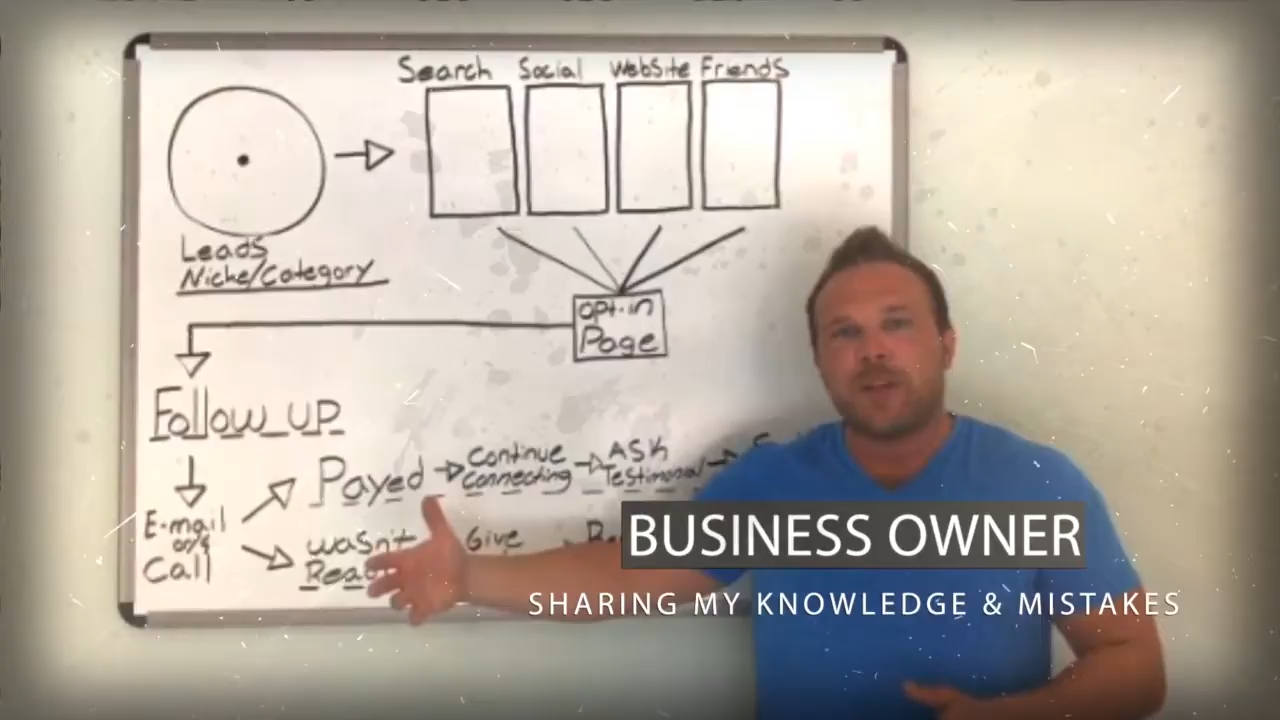 Search Social Website Friends
Leads
Niche/Category
Opt-in
Page
Follow up
Payed
Continue
Connecting
ASK
Testimonial
E-mail
Call
wasn't
Give
BUSINESS OWNER
SHARING MY KNOWLEDGE & MISTAKES